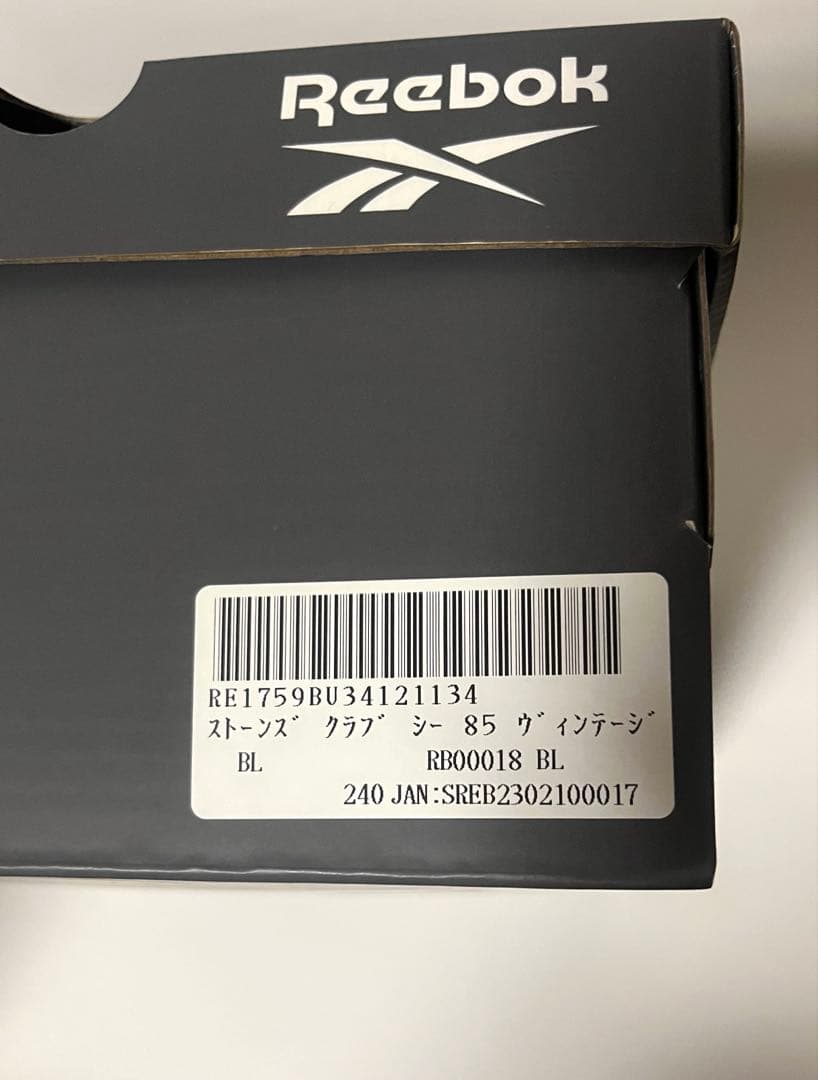 Reebok
RE1759BU34121134
ｽﾄｰﾝｽﾞ ｸﾗﾌﾞ ｼｰ 85 ｳﾞｨﾝﾃｰｼﾞ
BL RB00018 BL
240 JAN:SREB2302100017